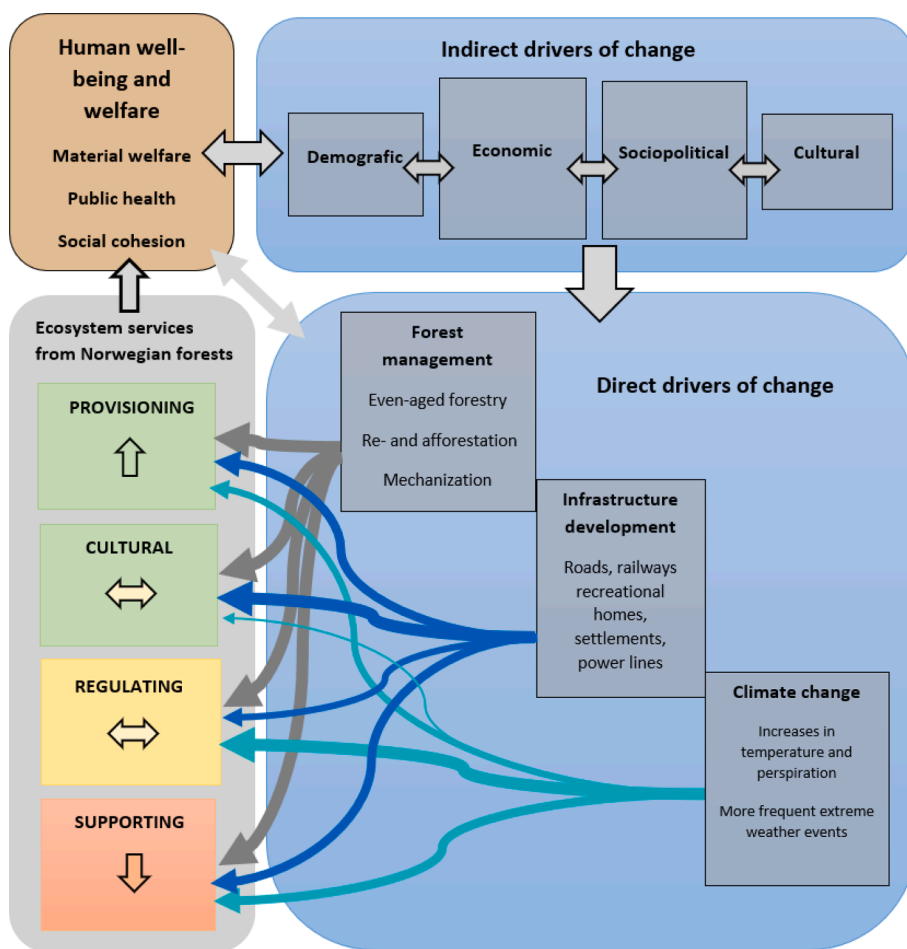 Human well-
being and
welfare
Material welfare
Public health
Social cohesion
Indirect drivers of change
Demografic
Economic
Sociopolitical
Cultural
Ecosystem services
from Norwegian forests
PROVISIONING
CULTURAL
REGULATING
SUPPORTING
Direct drivers of change
Forest
management
Even-aged forestry
Re- and afforestation
Mechanization
Infrastructure
development
Roads, railways
recreational
homes,
settlements,
power lines
Climate change
Increases in
temperature and
perspiration
More frequent extreme
weather events